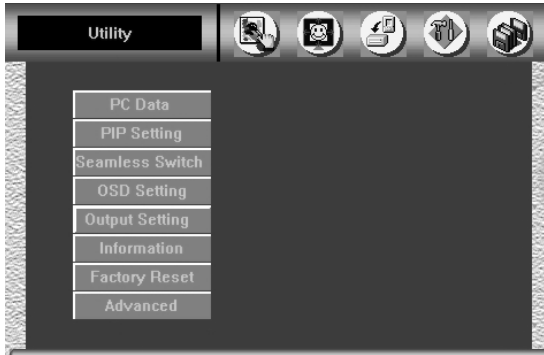 Utility
PC Data
PIP Setting
Seamless Switch
OSD Setting
Output Setting
Information
Factory Reset
Advanced